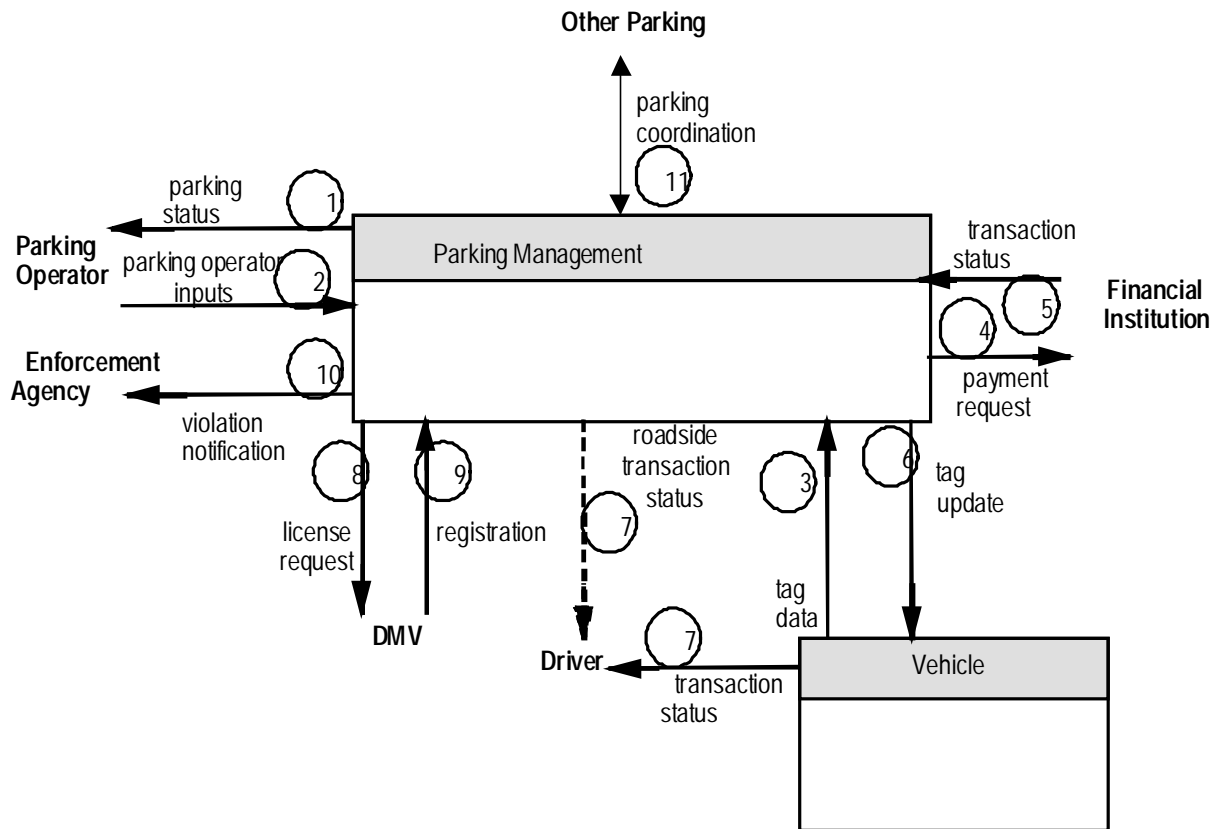 Other Parking
parking
coordination
11
parking
status
1
Parking
Operator
parking operator
inputs
2
Parking Management
transaction
status
5
Financial
Institution
4
payment
request
Enforcement
Agency
10
violation
notification
8
license
request
9
registration
DMV
roadside
transaction
status
7
Driver
3
tag
data
6
tag
update
7
transaction
status
Vehicle